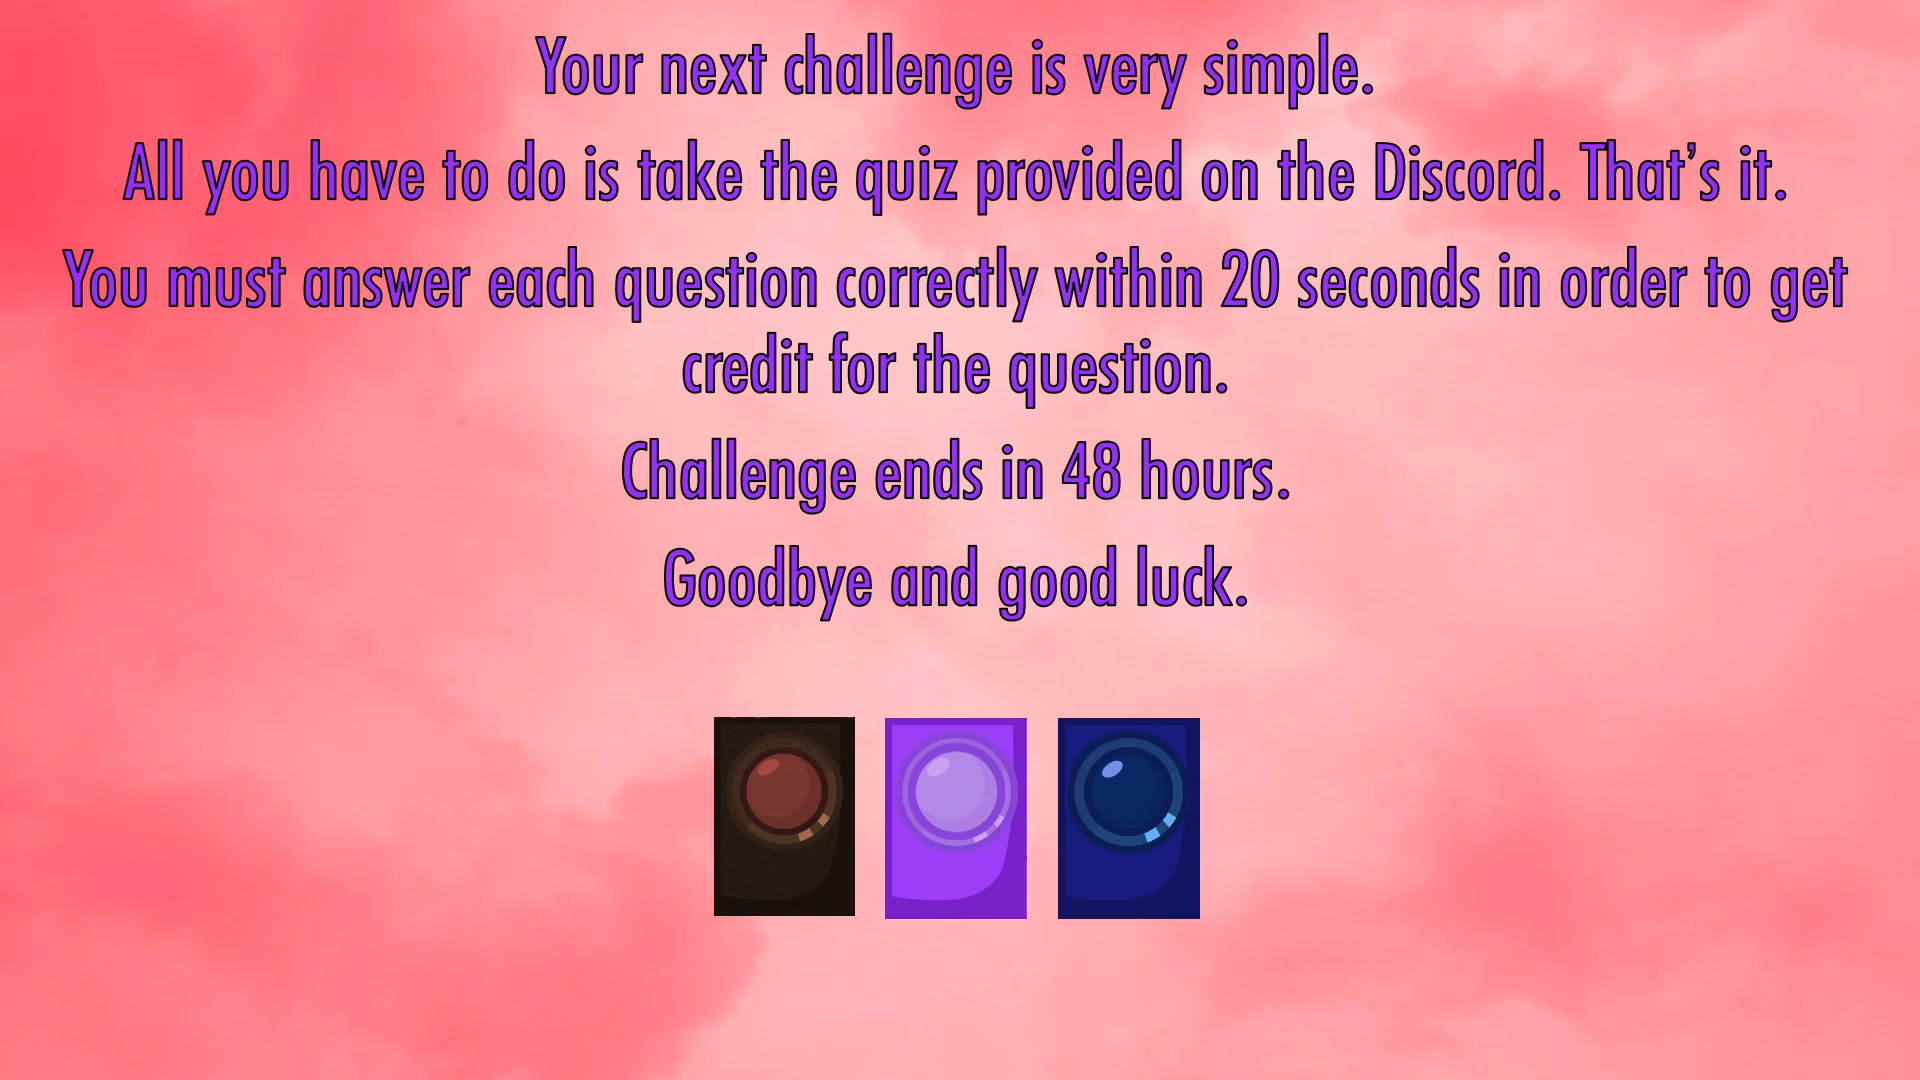 Your next challenge is very simple.
All you have to do is take the quiz provided on the Discord. That’s it.
You must answer each question correctly within 20 seconds in order to get
credit for the question.
Challenge ends in 48 hours.
Goodbye and good luck.